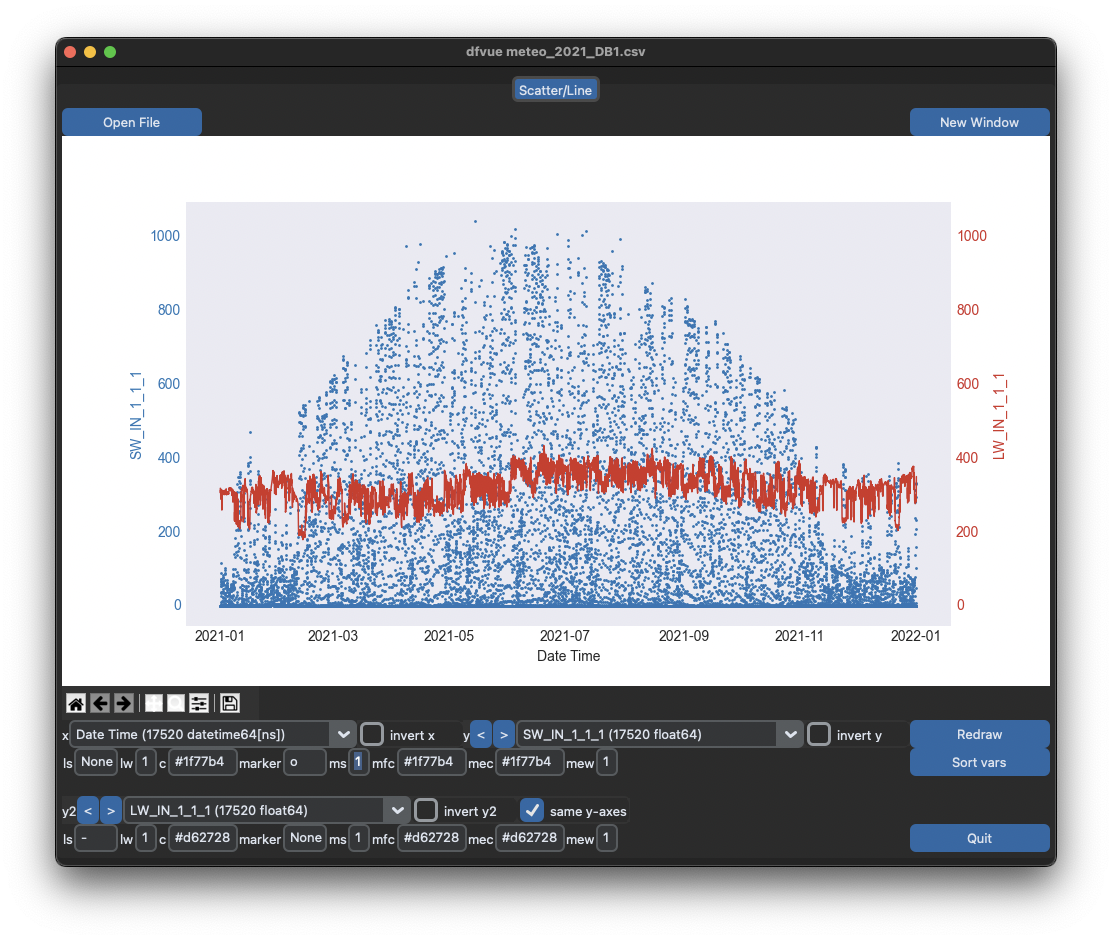 dfvue meteo_2021_DB1.csv
Scatter/Line
Open File
New Window
1000
800
600
400
200
0
SW_IN_1_1_1
1000
800
600
400
200
0
LW_IN_1_1_1
2021-01 2021-03 2021-05 2021-07 2021-09 2021-11 2022-01
Date Time
x Date Time (17520 datetime64[ns]) invert x y < > SW_IN_1_1_1 (17520 float64) invert y Redraw
ls None lw 1 c #1f77b4 marker o ms 1 mfc #1f77b4 mec #1f77b4 mew 1 Sort vars
y2 < > LW_IN_1_1_1 (17520 float64) invert y2 same y-axes
ls - lw 1 c #d62728 marker None ms 1 mfc #d62728 mec #d62728 mew 1 Quit